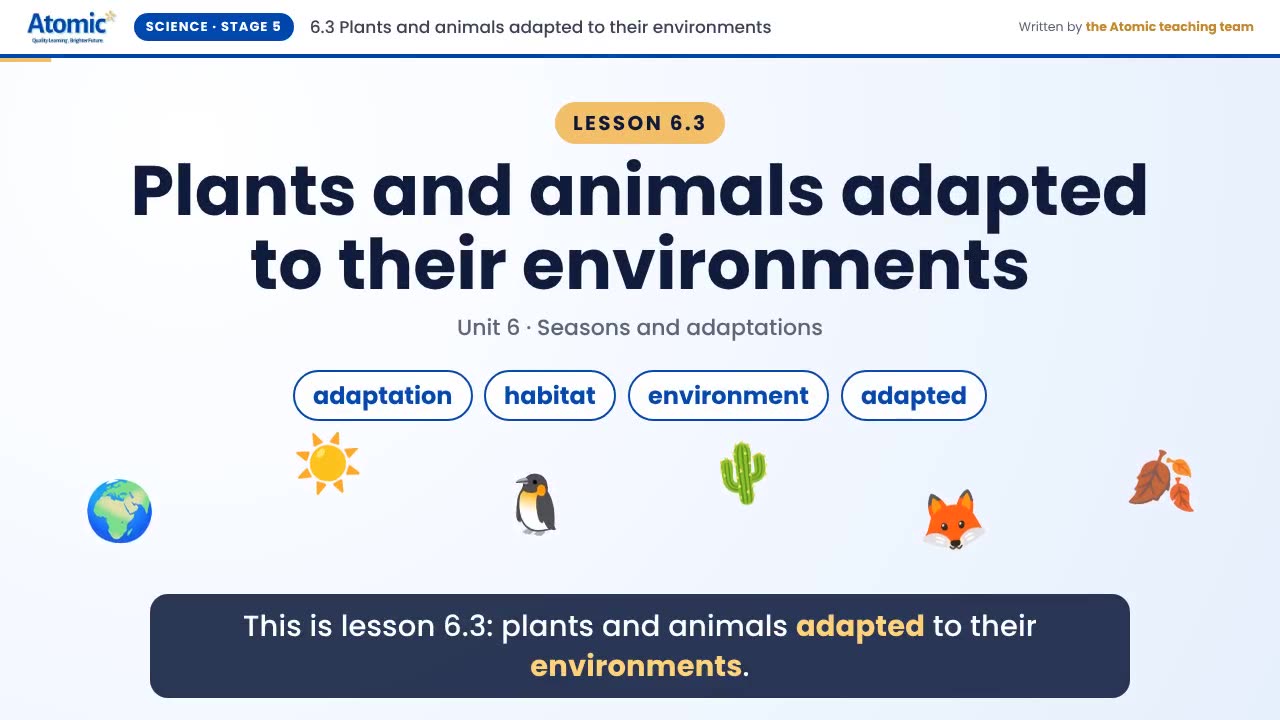 Atomic
Quality Learning. Brighter Future.
SCIENCE · STAGE 5
6.3 Plants and animals adapted to their environments
Written by the Atomic teaching team
LESSON 6.3
Plants and animals adapted
to their environments
Unit 6 · Seasons and adaptations
adaptation habitat environment adapted
This is lesson 6.3: plants and animals adapted to their
environments.